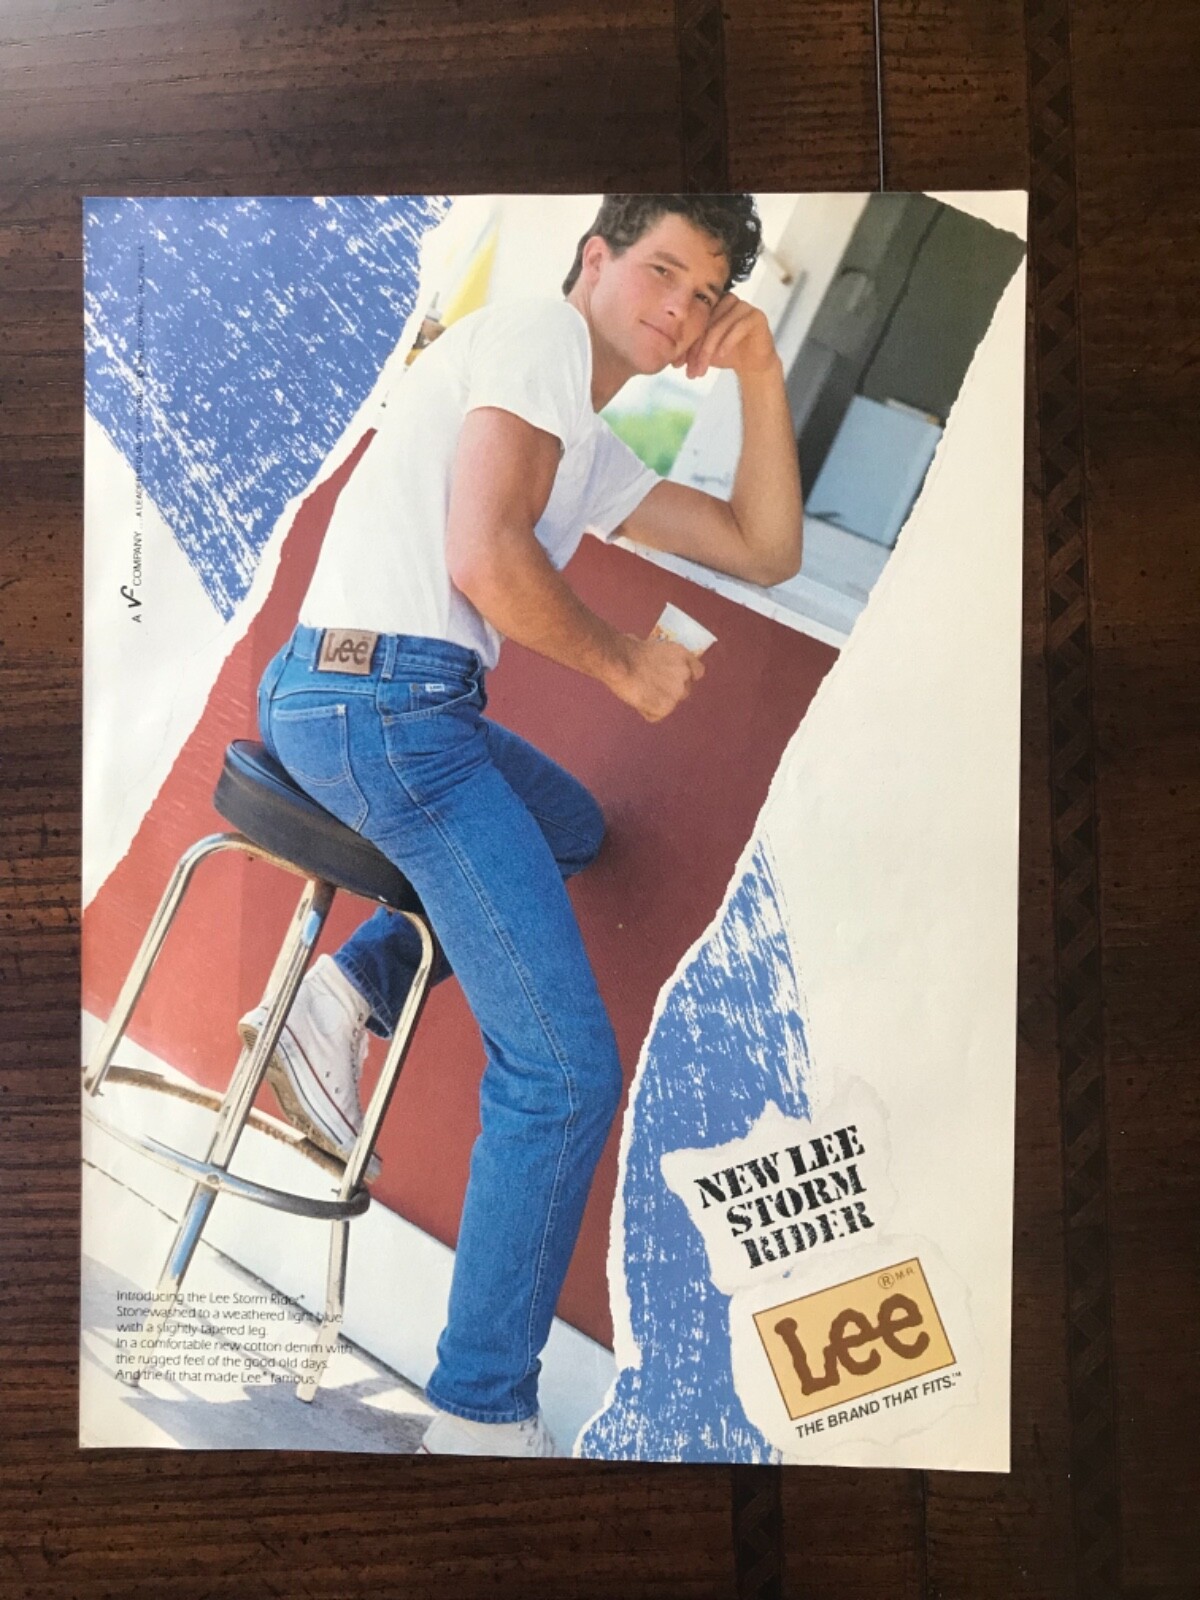 A VF COMPANY
Lee
NEW LEE
STORM
RIDER
® M.R.
Lee
THE BRAND THAT FITS.™
Introducing the Lee Storm Rider®
Stonewashed to a weathered light blue,
with a slightly tapered leg.
In a comfortable new cotton denim with
the rugged feel of the good old days.
And the fit that made Lee® famous.